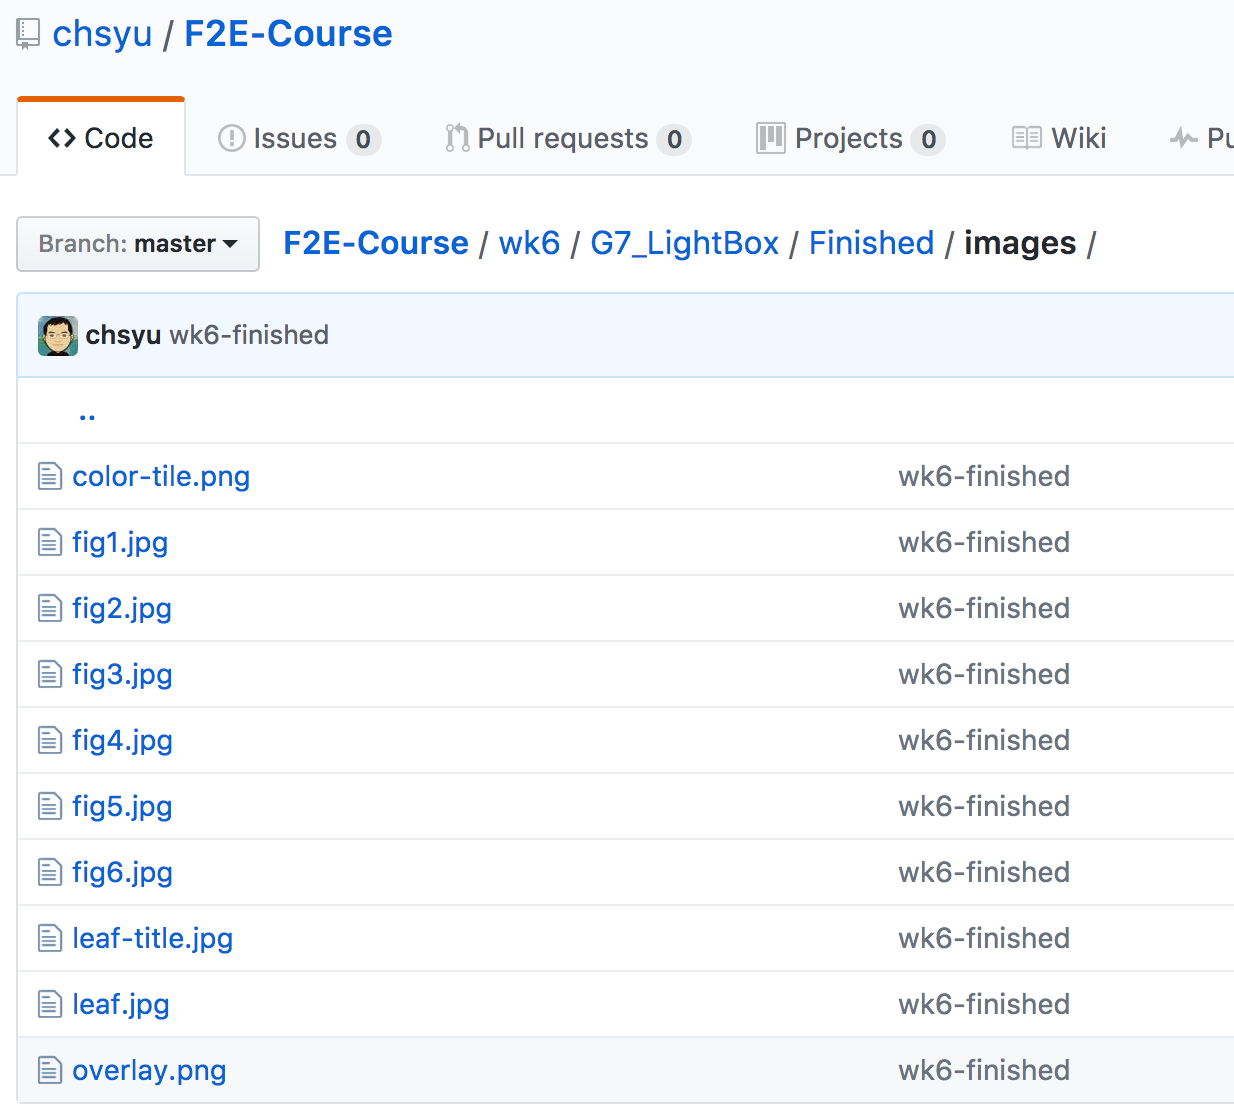 chsyu / F2E-Course
Code Issues 0 Pull requests 0 Projects 0 Wiki
Branch: master F2E-Course / wk6 / G7_LightBox / Finished / images /
chsyu wk6-finished
..
color-tile.png wk6-finished
fig1.jpg wk6-finished
fig2.jpg wk6-finished
fig3.jpg wk6-finished
fig4.jpg wk6-finished
fig5.jpg wk6-finished
fig6.jpg wk6-finished
leaf-title.jpg wk6-finished
leaf.jpg wk6-finished
overlay.png wk6-finished